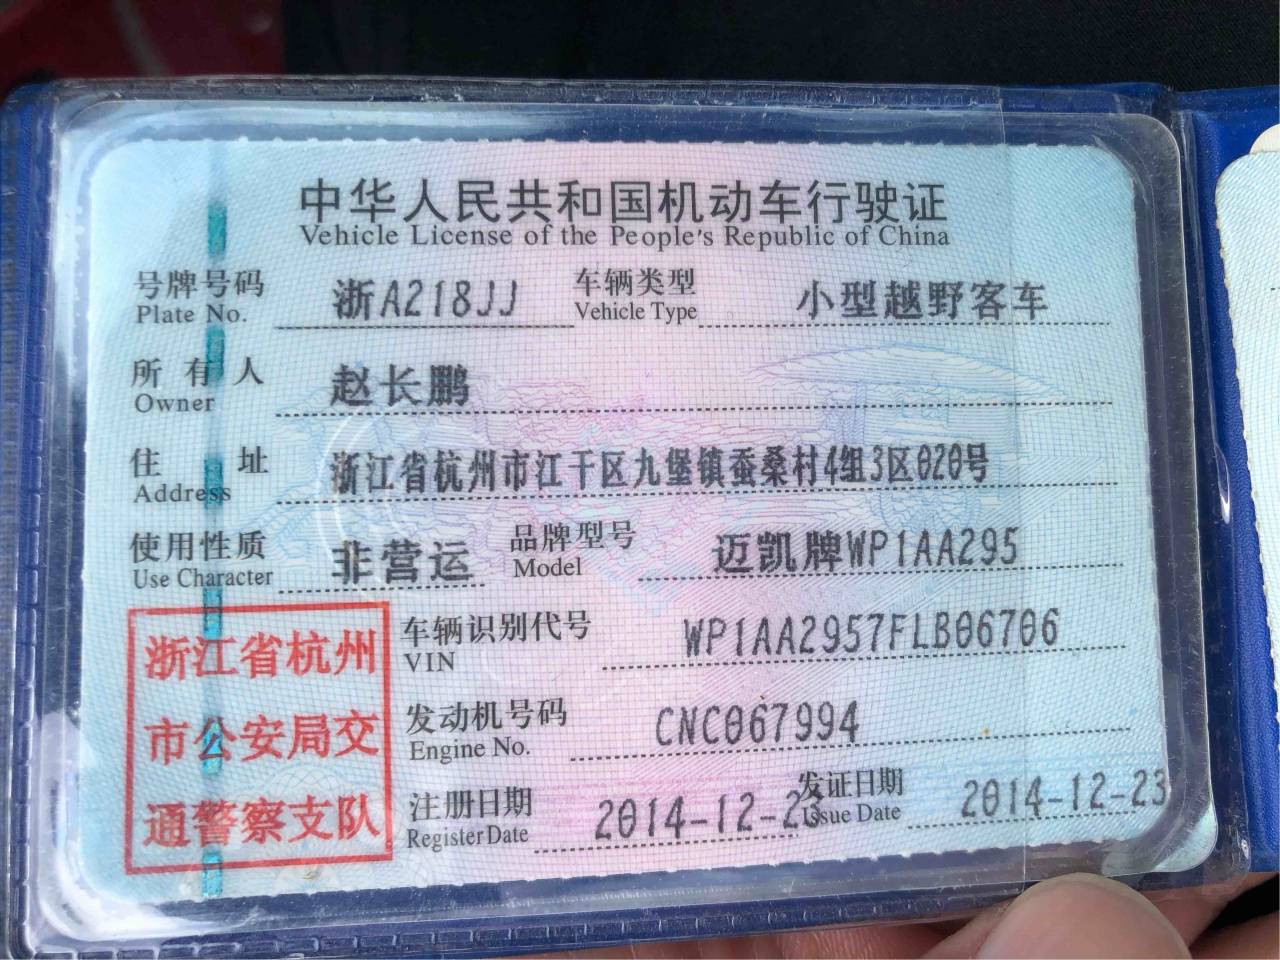 中华人民共和国机动车行驶证
Vehicle License of the People's Republic of China
号牌号码 浙A218JJ 车辆类型 小型越野客车
Plate No. Vehicle Type
所有人 赵长鹏
Owner
住址 浙江省杭州市江干区九堡镇蚕桑村4组3区020号
Address
使用性质 非营运 品牌型号 迈凯牌WP1AA295
Use Character Model
车辆识别代号 WP1AA2957FLB06706
VIN
发动机号码 CNC067994
Engine No.
注册日期 2014-12-23 发证日期 2014-12-23
Register Date Issue Date
浙江省杭州
市公安局交
通警察支队